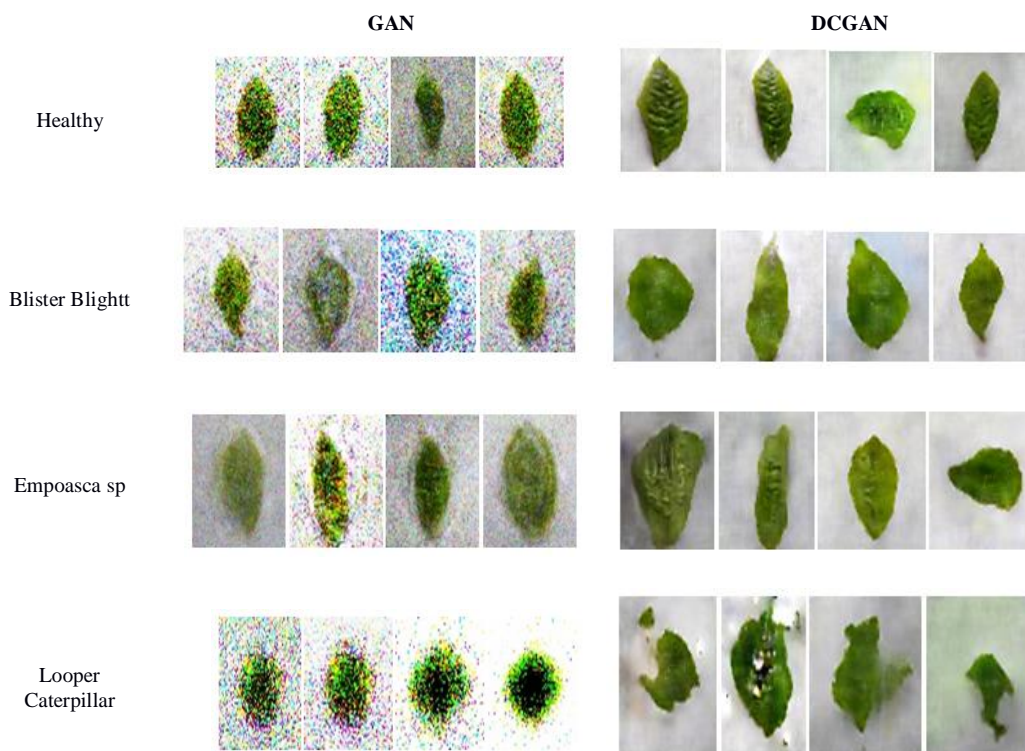 GAN DCGAN
Healthy
Blister Blightt
Empoasca sp
Looper
Caterpillar